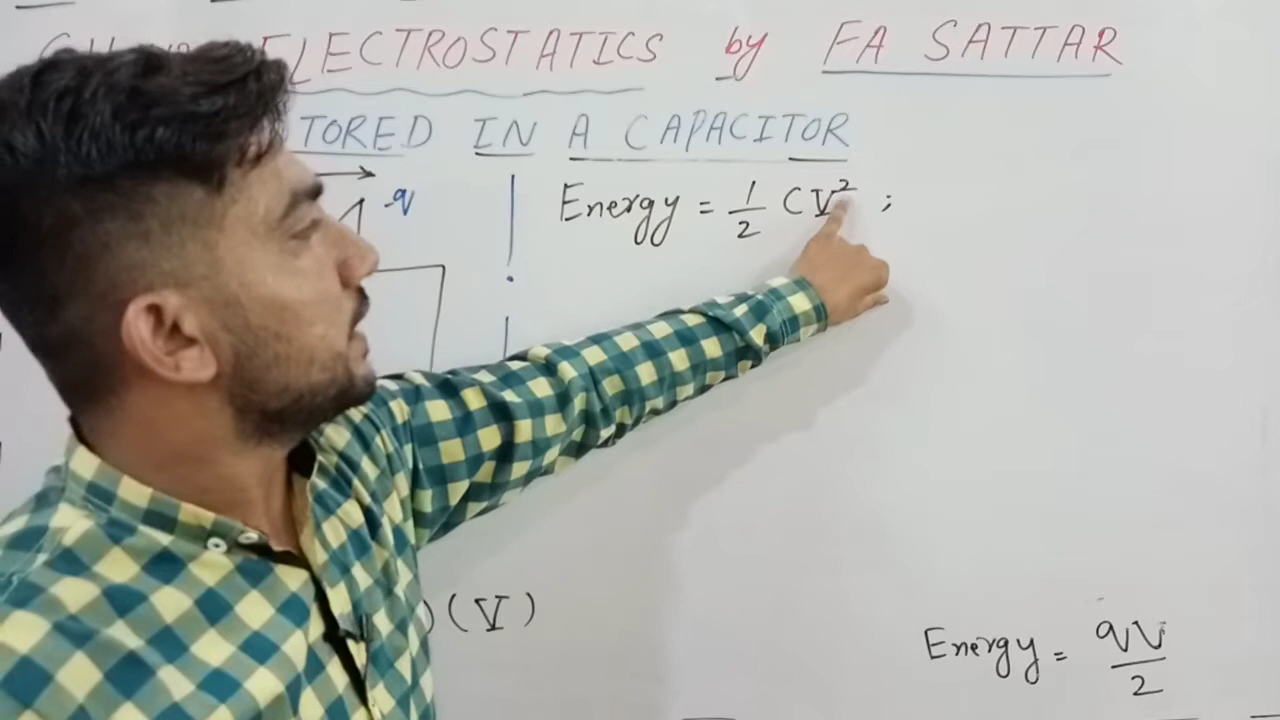 ELECTROSTATICS by FA SATTAR
TORED IN A CAPACITOR
-q
Energy = 1/2 CV² ;
)(V)
Energy = qV/2